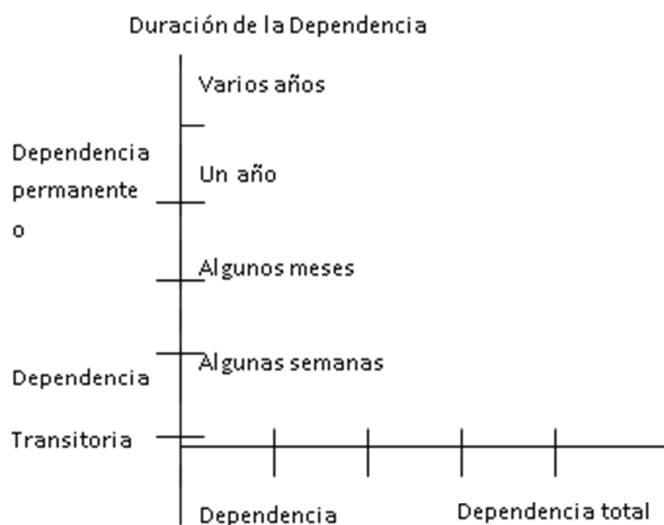 Duración de la Dependencia
Varios años
Dependencia
permanente
o
Un año
Algunos meses
Algunas semanas
Dependencia
Transitoria
Dependencia
Dependencia total